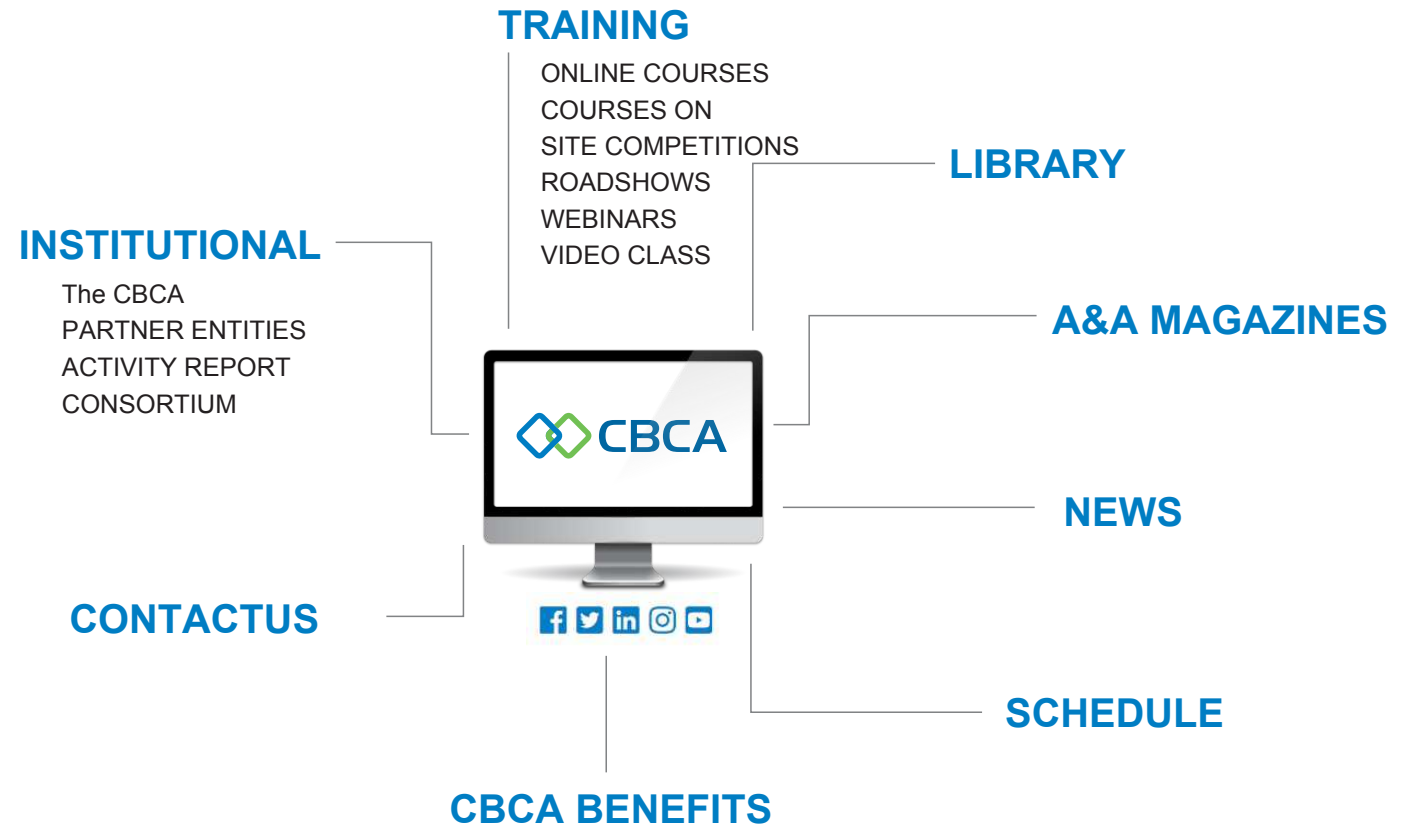 TRAINING
ONLINE COURSES
COURSES ON
SITE COMPETITIONS
ROADSHOWS
WEBINARS
VIDEO CLASS
LIBRARY
INSTITUTIONAL
The CBCA
PARTNER ENTITIES
ACTIVITY REPORT
CONSORTIUM
A&A MAGAZINES
CBCA
NEWS
CONTACTUS
in
SCHEDULE
CBCA BENEFITS